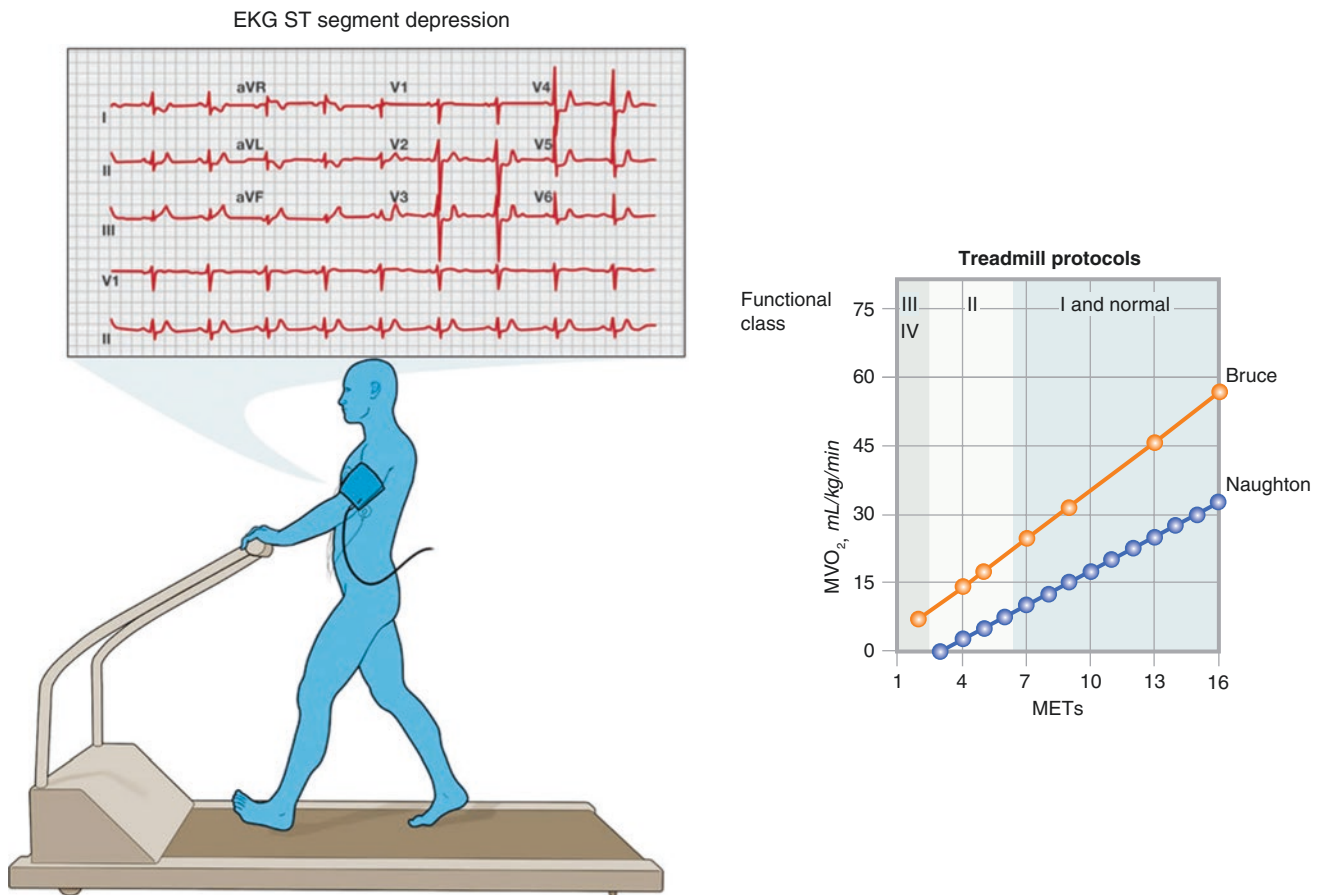 EKG ST segment depression
aVR V1 V4
I
aVL V2 V5
II
aVF V3 V6
III
V1
II
Treadmill protocols
Functional
class
III
IV
II
I and normal
75
60
45
30
15
0
MVO₂, mL/kg/min
Bruce
Naughton
1 4 7 10 13 16
METs